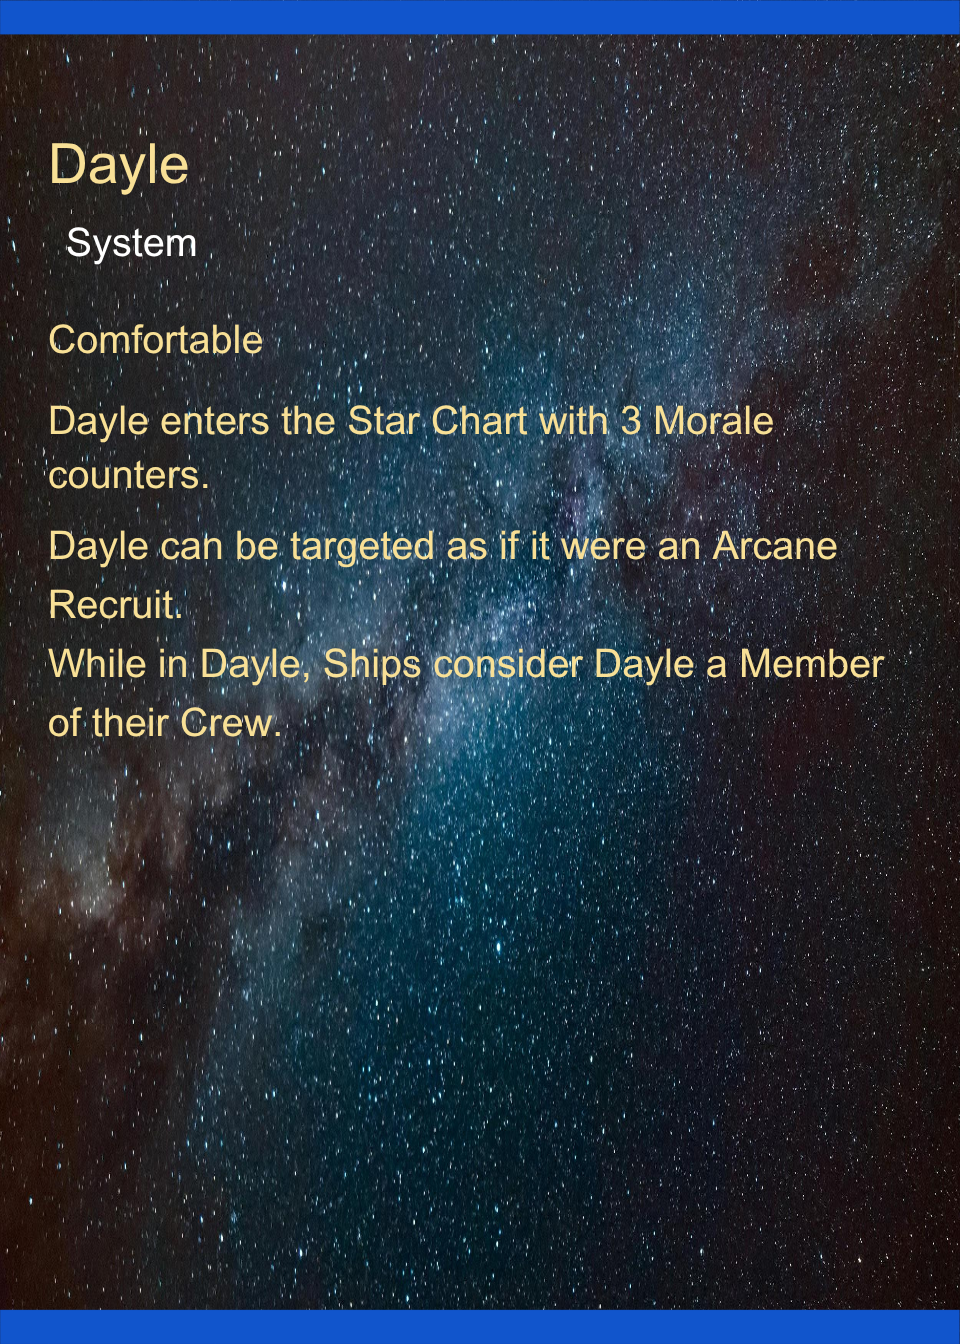 Dayle
System
Comfortable
Dayle enters the Star Chart with 3 Morale
counters.
Dayle can be targeted as if it were an Arcane
Recruit.
While in Dayle, Ships consider Dayle a Member
of their Crew.